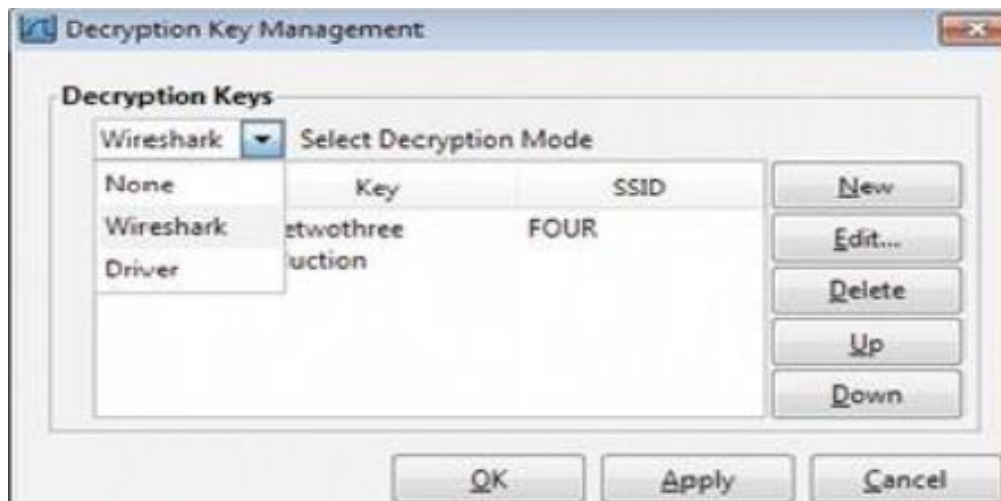 Decryption Key Management
Decryption Keys
Wireshark Select Decryption Mode
None Key SSID New
Wireshark etwothree FOUR Edit...
Driver uction Delete
Up
Down
OK Apply Cancel